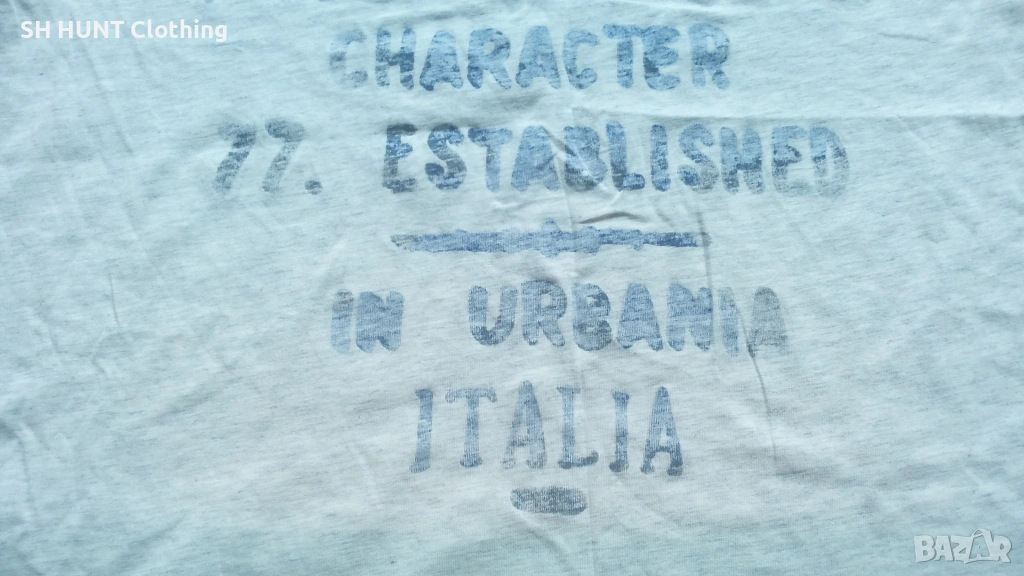 SH HUNT Clothing
CHARACTER
77. ESTABLISHED
IN URBANIA
ITALIA
BAZAR